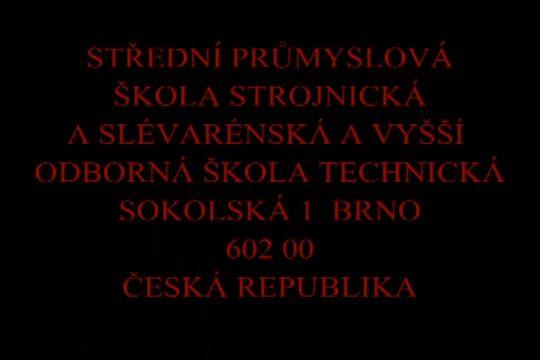 STŘEDNÍ PRŮMYSLOVÁ
ŠKOLA STROJNICKÁ
A SLÉVARÉNSKÁ A VYŠŠÍ
ODBORNÁ ŠKOLA TECHNICKÁ
SOKOLSKÁ 1 BRNO
602 00
ČESKÁ REPUBLIKA